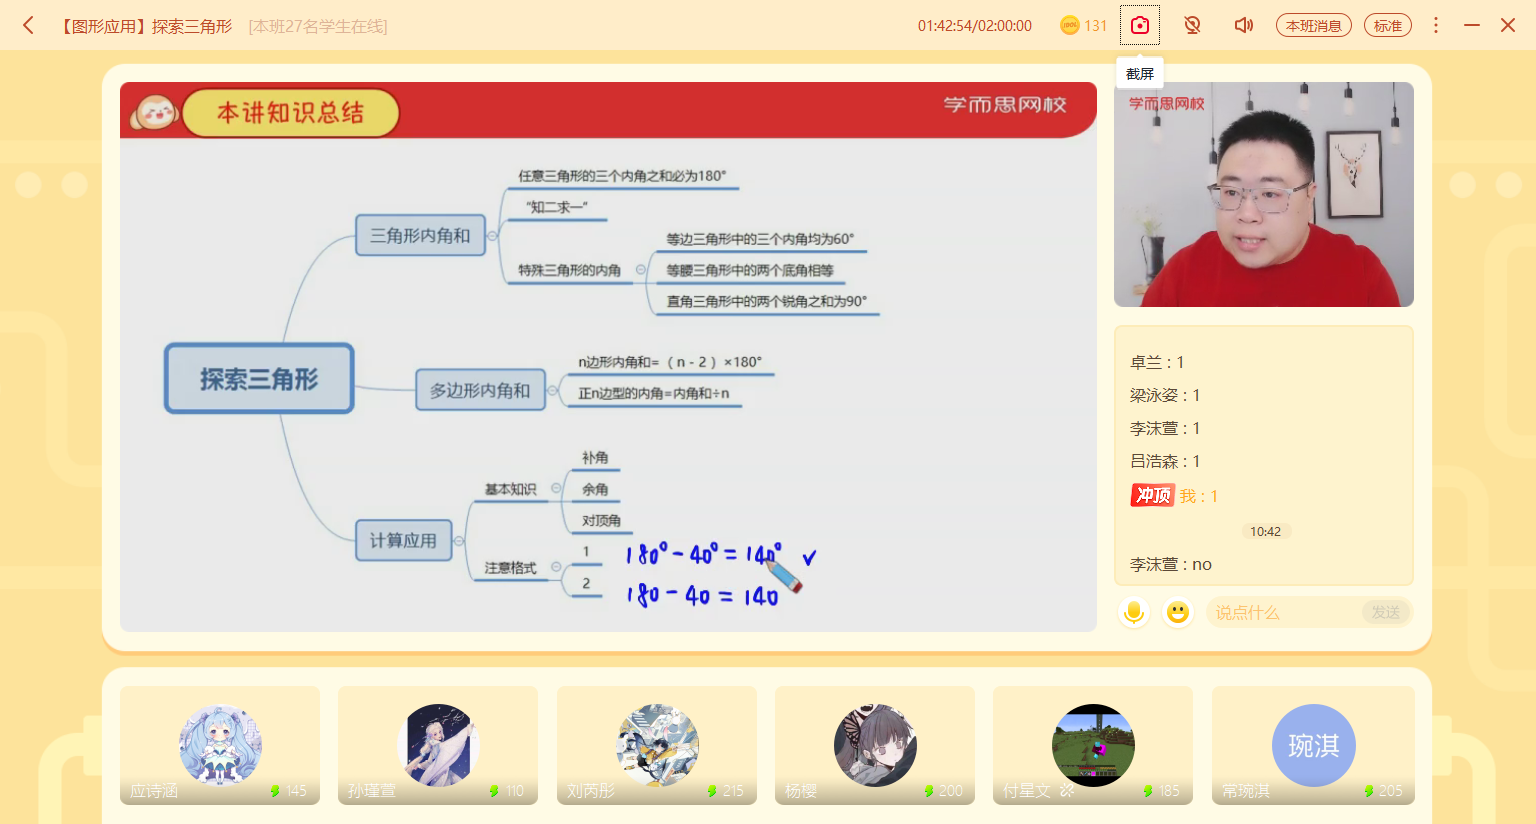 【图形应用】探索三角形 [本班27名学生在线]
01:42:54/02:00:00
131
本班消息
标准
截屏
本讲知识总结
学而思网校
学而思网校
任意三角形的三个内角之和必为180°
“知二求一”
三角形内角和
等边三角形中的三个内角均为60°
特殊三角形的内角
等腰三角形中的两个底角相等
直角三角形中的两个锐角之和为90°
探索三角形
n边形内角和=（n - 2）×180°
多边形内角和
正n边型的内角=内角和÷n
补角
基本知识
余角
对顶角
计算应用
注意格式
1
180°-40°=140° ✓
2
180-40=140
卓兰 : 1
梁泳姿 : 1
李沫萱 : 1
吕浩森 : 1
冲顶 我 : 1
10:42
李沫萱 : no
说点什么
发送
应诗涵 145
孙瑾萱 110
刘芮彤 215
杨樱 200
付星文 185
琬淇
常琬淇 205